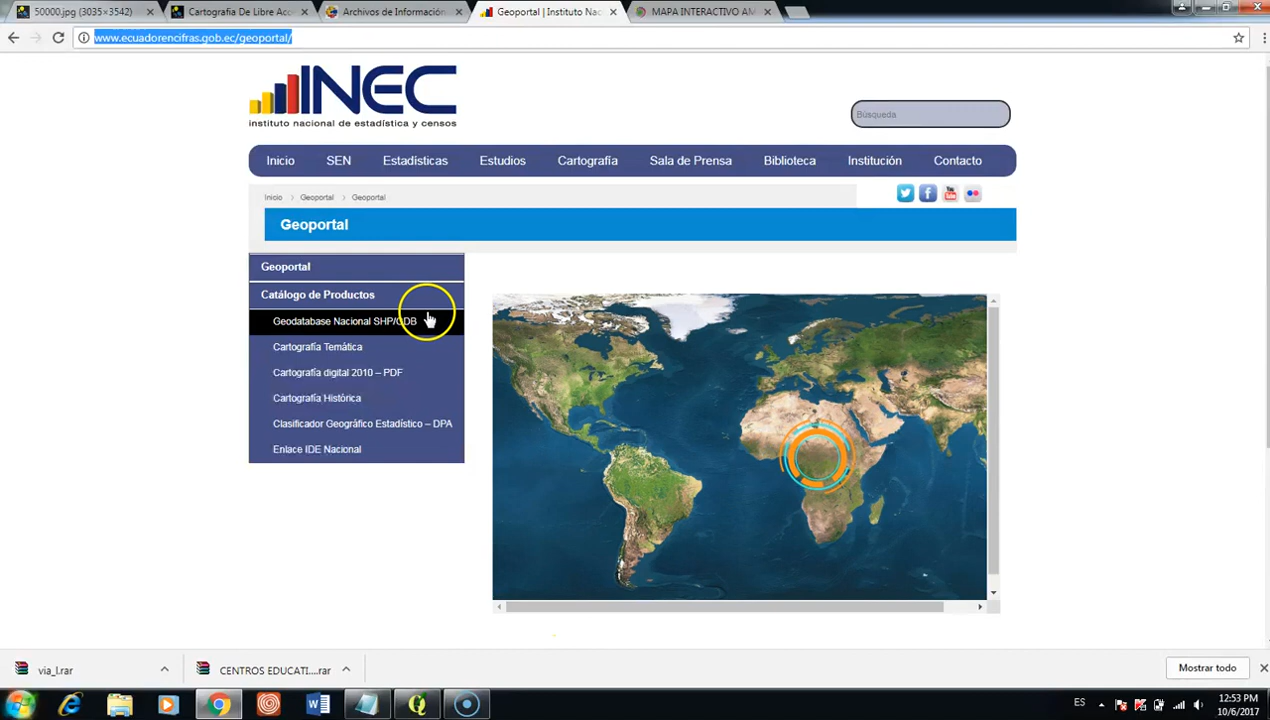 50000.jpg (3035×3542)
Cartografía De Libre Acc
Archivos de Información
Geoportal | Instituto Nac
MAPA INTERACTIVO AM
www.ecuadorencifras.gob.ec/geoportal/
INEC
instituto nacional de estadística y censos
Búsqueda
Inicio SEN Estadísticas Estudios Cartografía Sala de Prensa Biblioteca Institución Contacto
Inicio Geoportal Geoportal
You
Geoportal
Geoportal
Catálogo de Productos
Geodatabase Nacional SHP/GDB
Cartografía Temática
Cartografía digital 2010 – PDF
Cartografía Histórica
Clasificador Geográfico Estadístico – DPA
Enlace IDE Nacional
via_l.rar
CENTROS EDUCATI....rar
Mostrar todo
ES
12:53 PM
10/6/2017